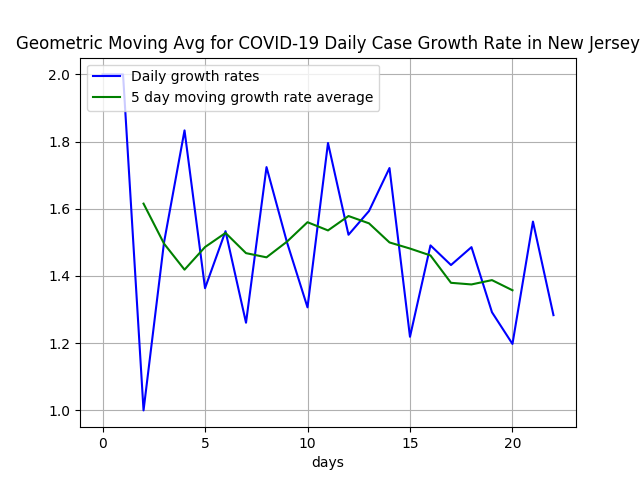 Geometric Moving Avg for COVID-19 Daily Case Growth Rate in New Jersey
Daily growth rates
5 day moving growth rate average
2.0
1.8
1.6
1.4
1.2
1.0
0 5 10 15 20
days